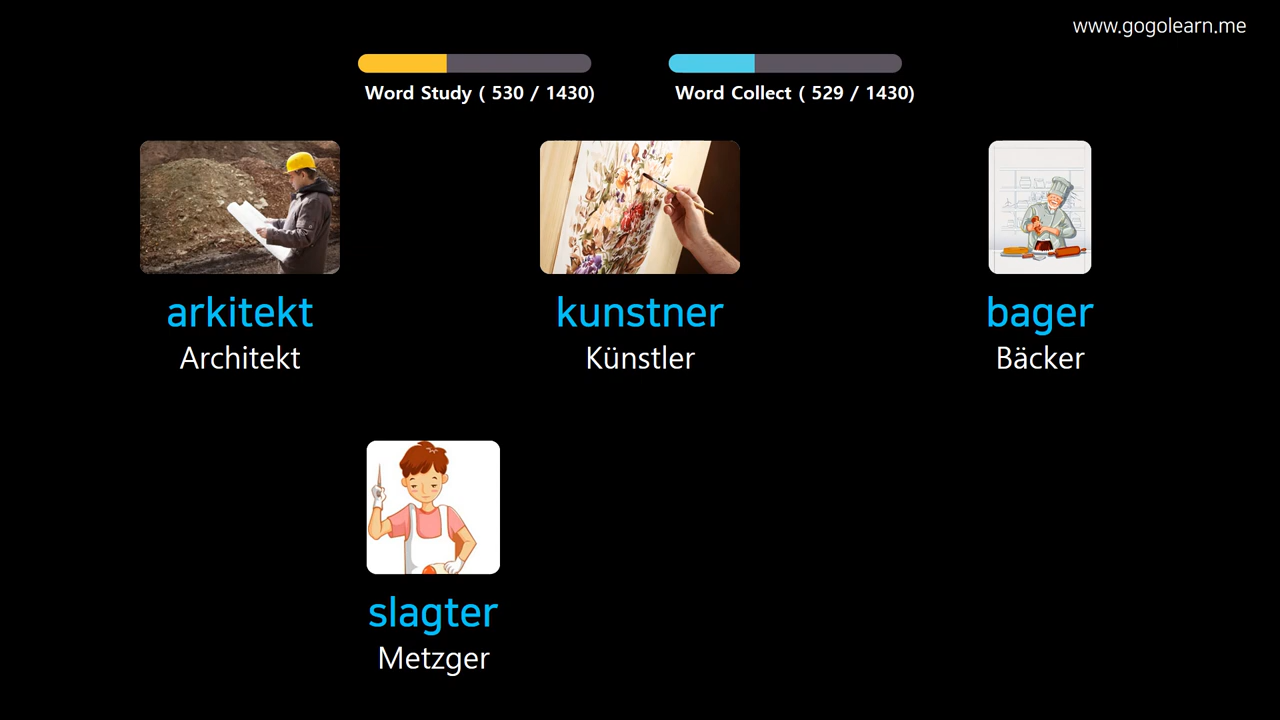 www.gogolearn.me
Word Study ( 530 / 1430)
Word Collect ( 529 / 1430)
arkitekt
Architekt
kunstner
Künstler
bager
Bäcker
slagter
Metzger